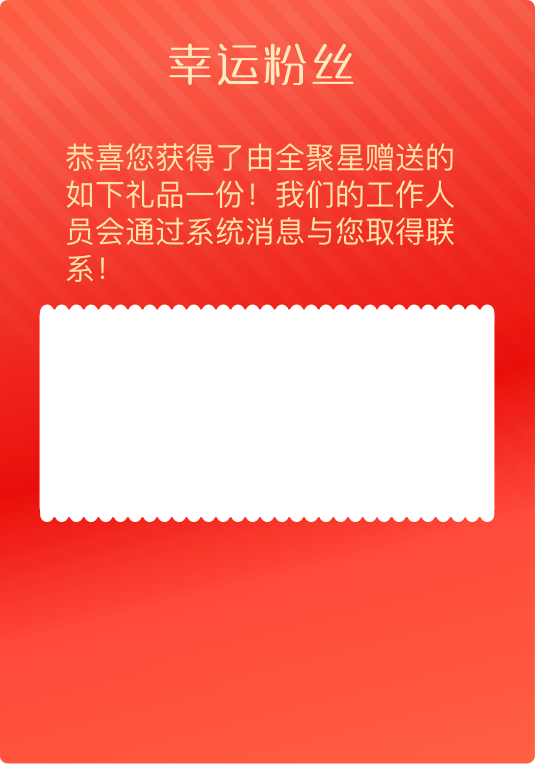 幸运粉丝
恭喜您获得了由全聚星赠送的
如下礼品一份！我们的工作人
员会通过系统消息与您取得联
系！